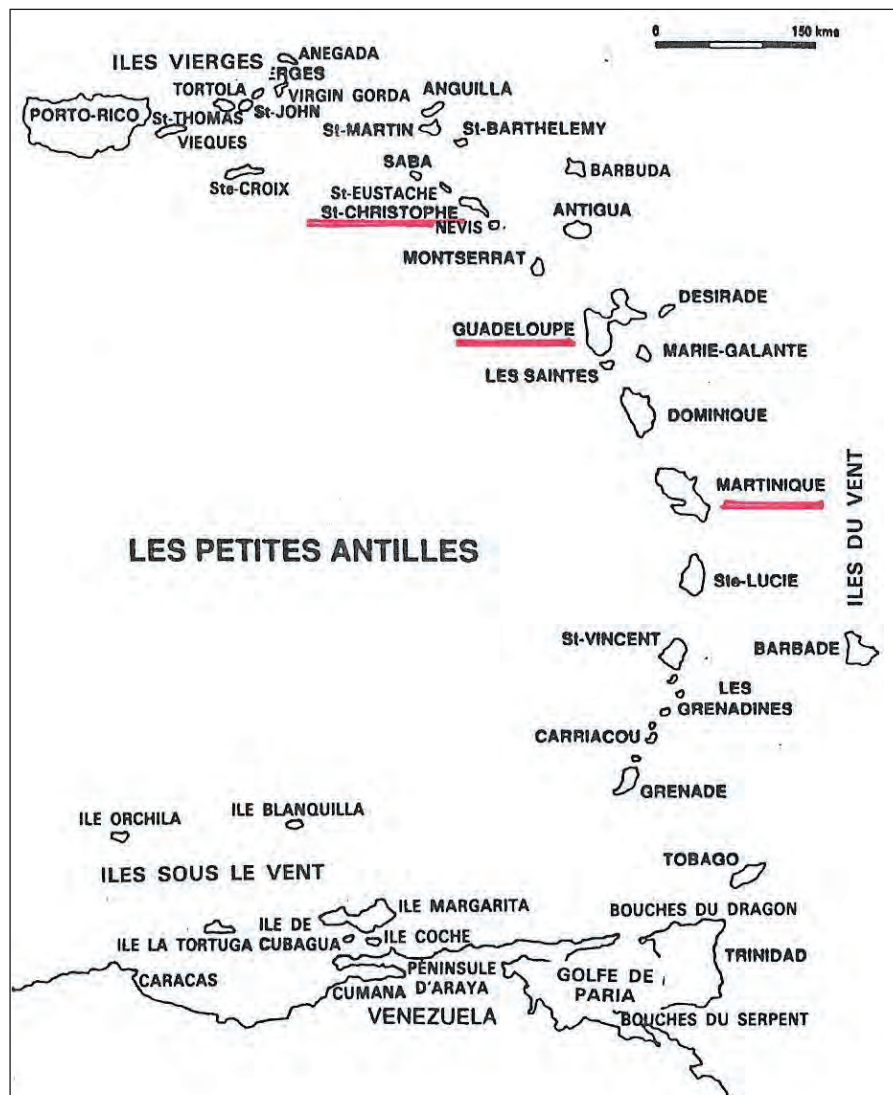 0 150 kms
ILES VIERGES
ANEGADA
ERGES
TORTOLA
VIRGIN GORDA
ANGUILLA
PORTO-RICO
St-THOMAS
St-JOHN
St-MARTIN
St-BARTHELEMY
VIEQUES
SABA
BARBUDA
Ste-CROIX
St-EUSTACHE
St-CHRISTOPHE
ANTIGUA
NEVIS
MONTSERRAT
DESIRADE
GUADELOUPE
MARIE-GALANTE
LES SAINTES
DOMINIQUE
MARTINIQUE
ILES DU VENT
LES PETITES ANTILLES
Ste-LUCIE
St-VINCENT
BARBADE
LES
GRENADINES
CARRIACOU
GRENADE
ILE BLANQUILLA
ILE ORCHILA
TOBAGO
ILES SOUS LE VENT
ILE MARGARITA
BOUCHES DU DRAGON
ILE DE
CUBAGUA
ILE LA TORTUGA
ILE COCHE
TRINIDAD
CARACAS
PÉNINSULE
D'ARAYA
GOLFE DE
PARIA
CUMANA
VENEZUELA
BOUCHES DU SERPENT